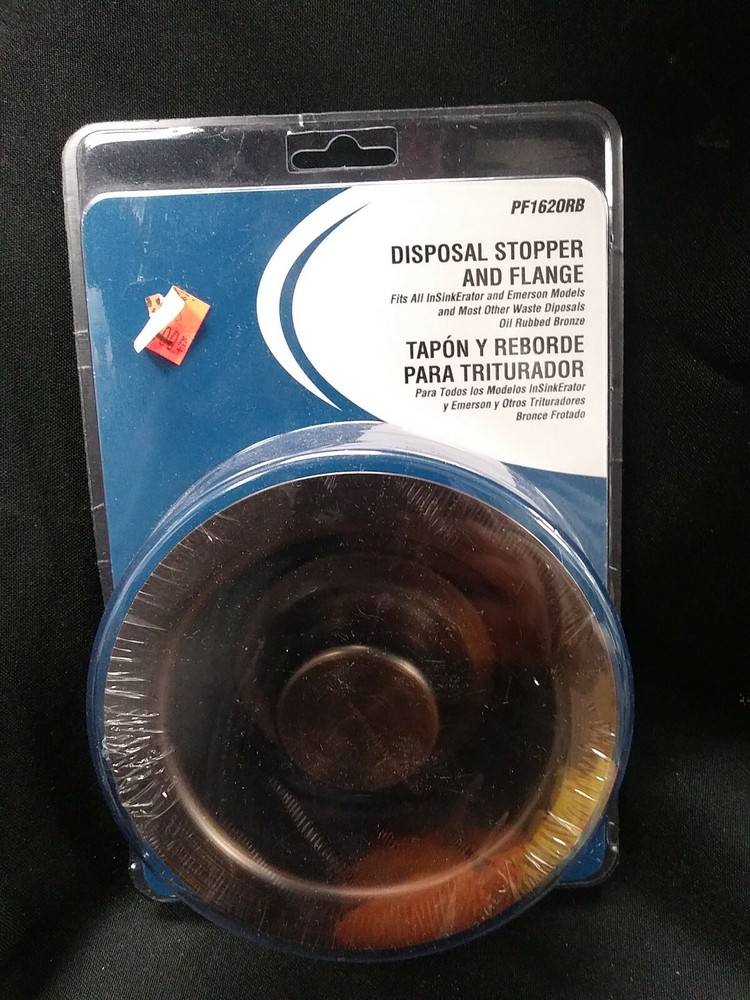 PF162ORB
DISPOSAL STOPPER
AND FLANGE
Fits All InSinkErator and Emerson Models
and Most Other Waste Diposals
Oil Rubbed Bronze
TAPÓN Y REBORDE
PARA TRITURADOR
Para Todos los Modelos InSinkErator
y Emerson y Otros Trituradores
Bronce Frotado